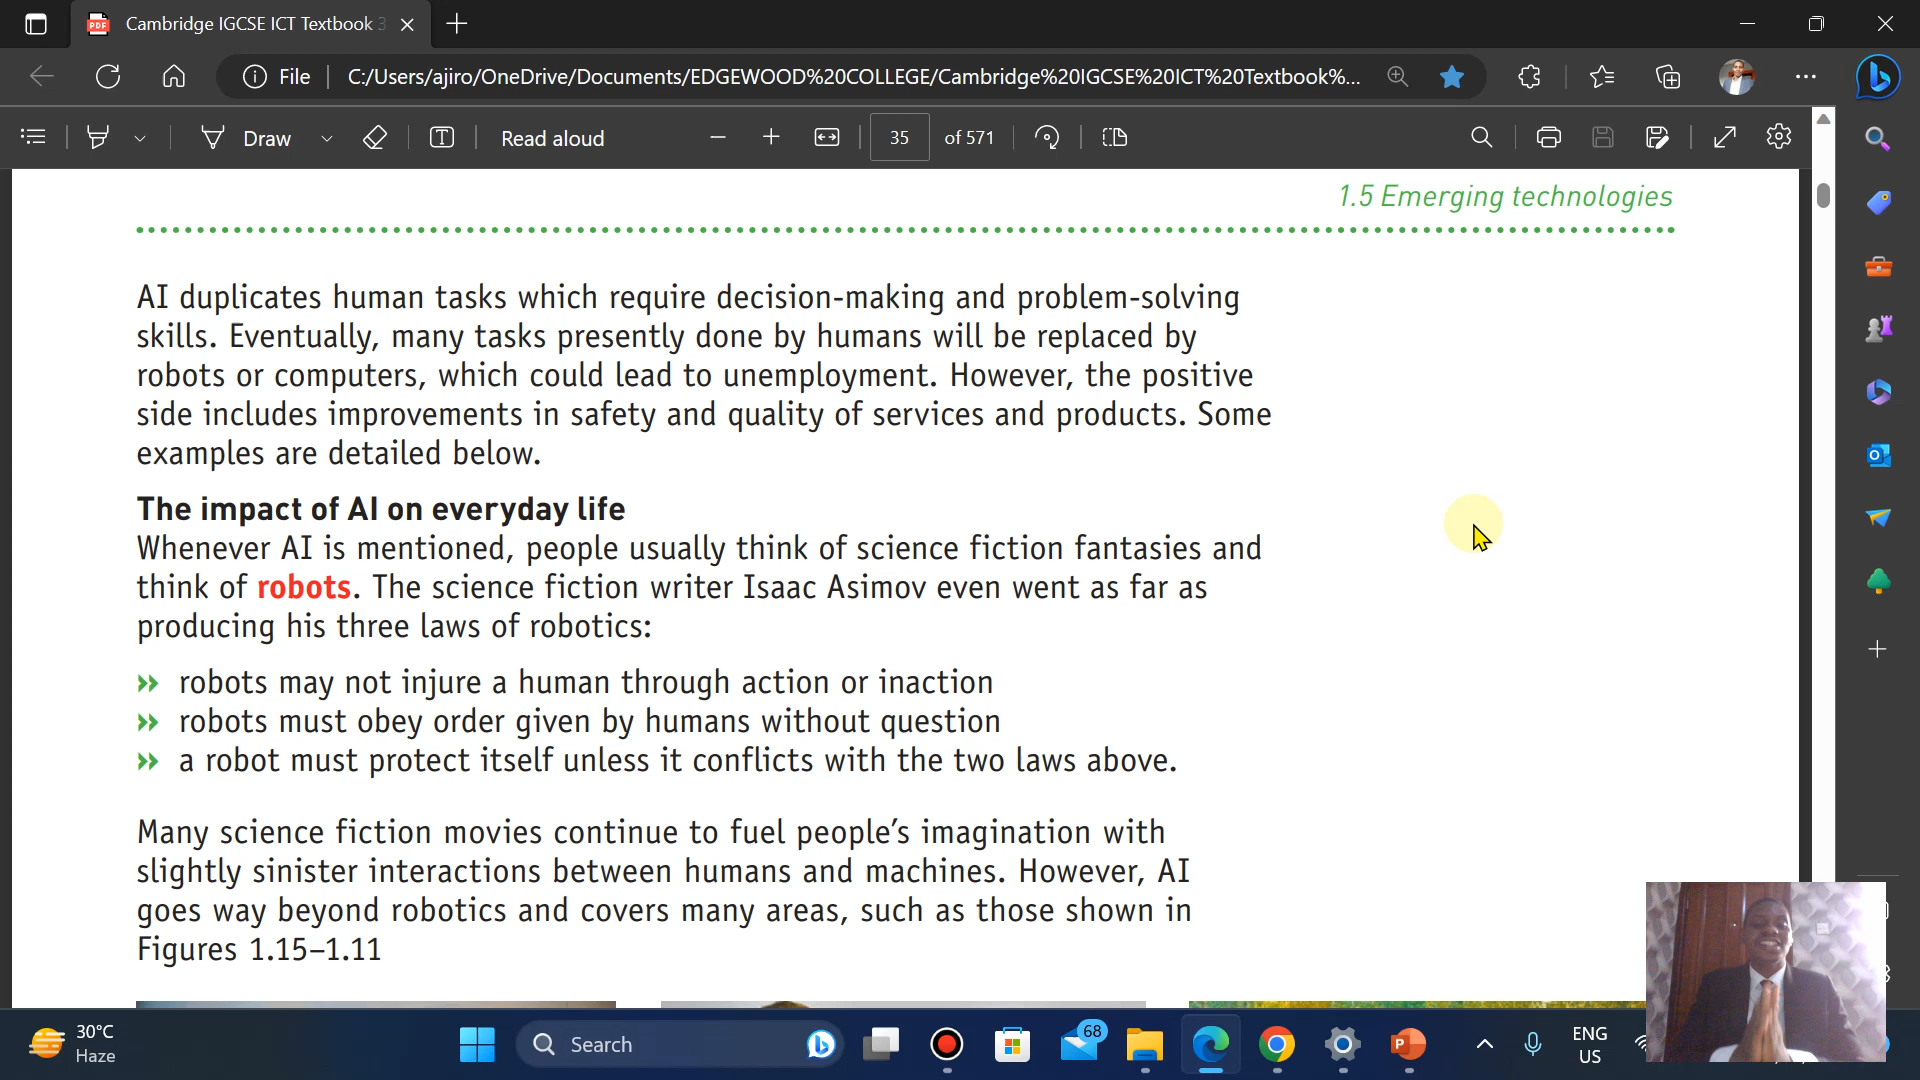 Cambridge IGCSE ICT Textbook 3
File
C:/Users/ajiro/OneDrive/Documents/EDGEWOOD%20COLLEGE/Cambridge%20IGCSE%20ICT%20Textbook%...
Draw
Read aloud
35
of 571
1.5 Emerging technologies
AI duplicates human tasks which require decision-making and problem-solving
skills. Eventually, many tasks presently done by humans will be replaced by
robots or computers, which could lead to unemployment. However, the positive
side includes improvements in safety and quality of services and products. Some
examples are detailed below.
The impact of AI on everyday life
Whenever AI is mentioned, people usually think of science fiction fantasies and
think of robots. The science fiction writer Isaac Asimov even went as far as
producing his three laws of robotics:
» robots may not injure a human through action or inaction
» robots must obey order given by humans without question
» a robot must protect itself unless it conflicts with the two laws above.
Many science fiction movies continue to fuel people’s imagination with
slightly sinister interactions between humans and machines. However, AI
goes way beyond robotics and covers many areas, such as those shown in
Figures 1.15–1.11
30°C
Haze
Search
68
ENG
US